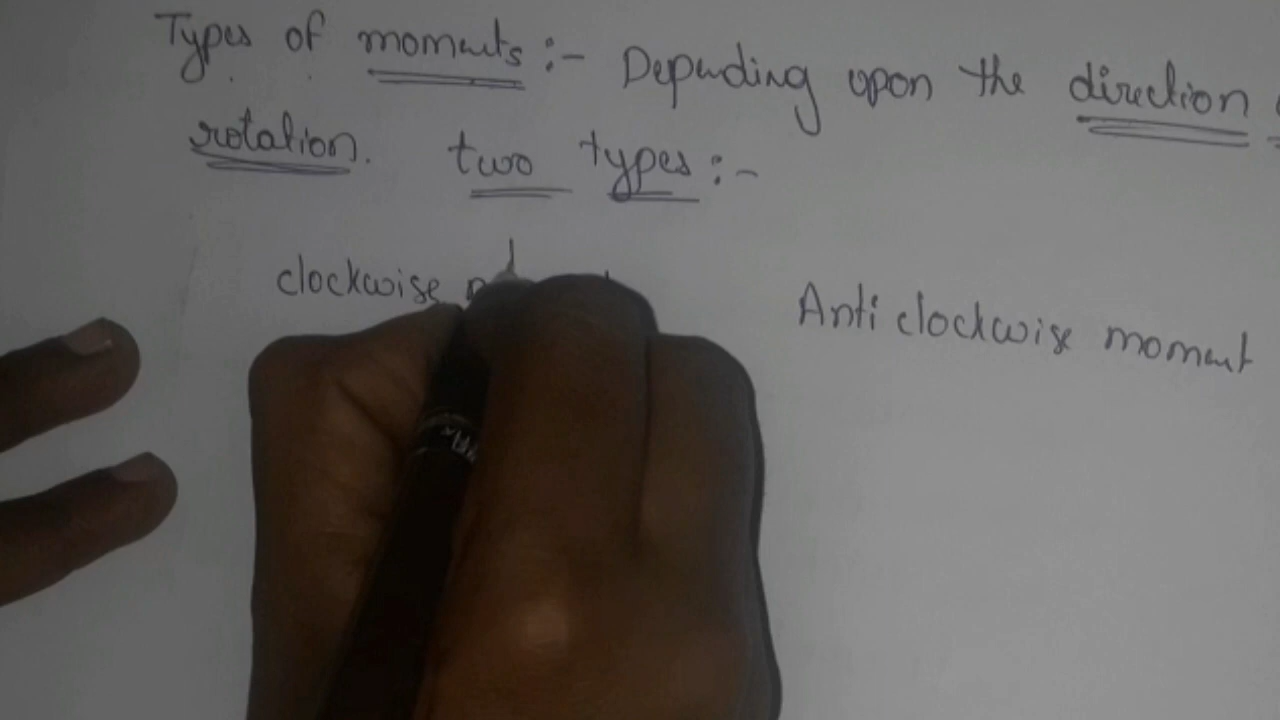 Types of moments :- Depending upon the direction
rotation. two types :-
clockwise
Anti clockwise moment